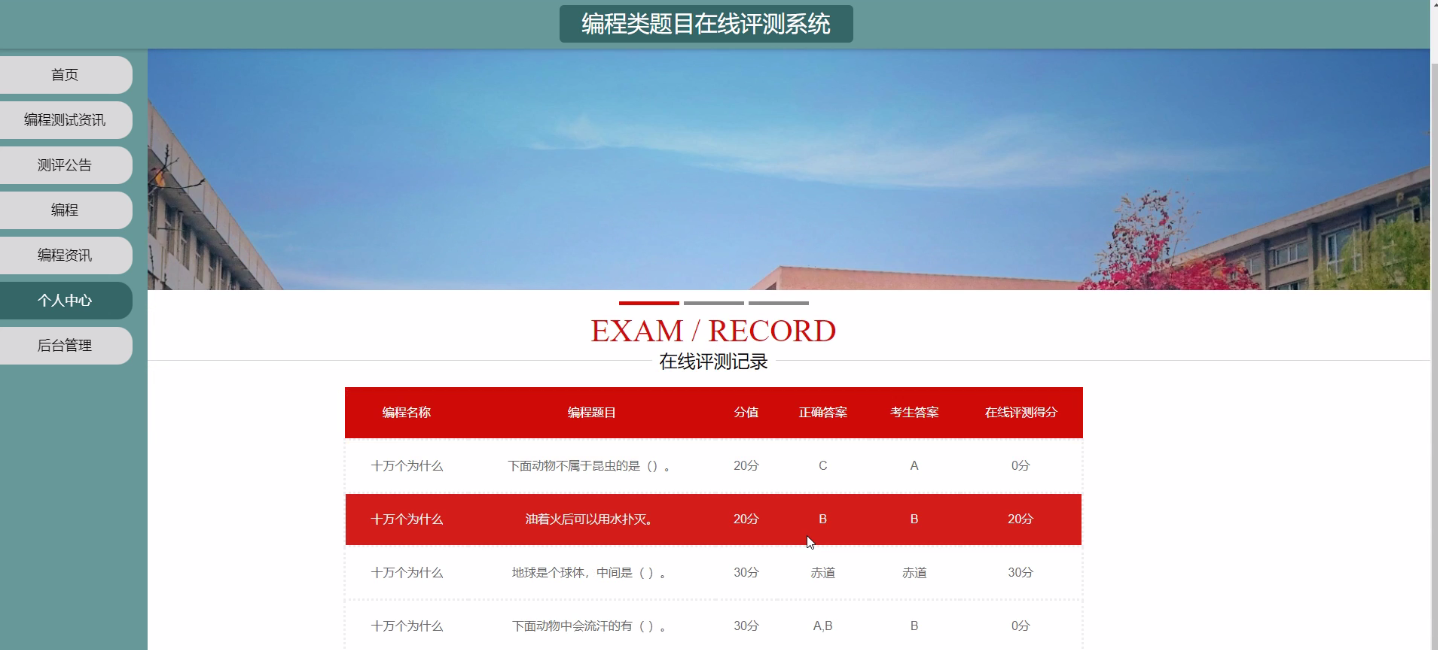 编程类题目在线评测系统
首页
编程测试资讯
测评公告
编程
编程资讯
个人中心
后台管理
EXAM / RECORD
在线评测记录
编程名称 编程题目 分值 正确答案 考生答案 在线评测得分
十万个为什么 下面动物不属于昆虫的是（）。 20分 C A 0分
十万个为什么 油着火后可以用水扑灭。 20分 B B 20分
十万个为什么 地球是个球体，中间是（ ）。 30分 赤道 赤道 30分
十万个为什么 下面动物中会流汗的有（ ）。 30分 A,B B 0分